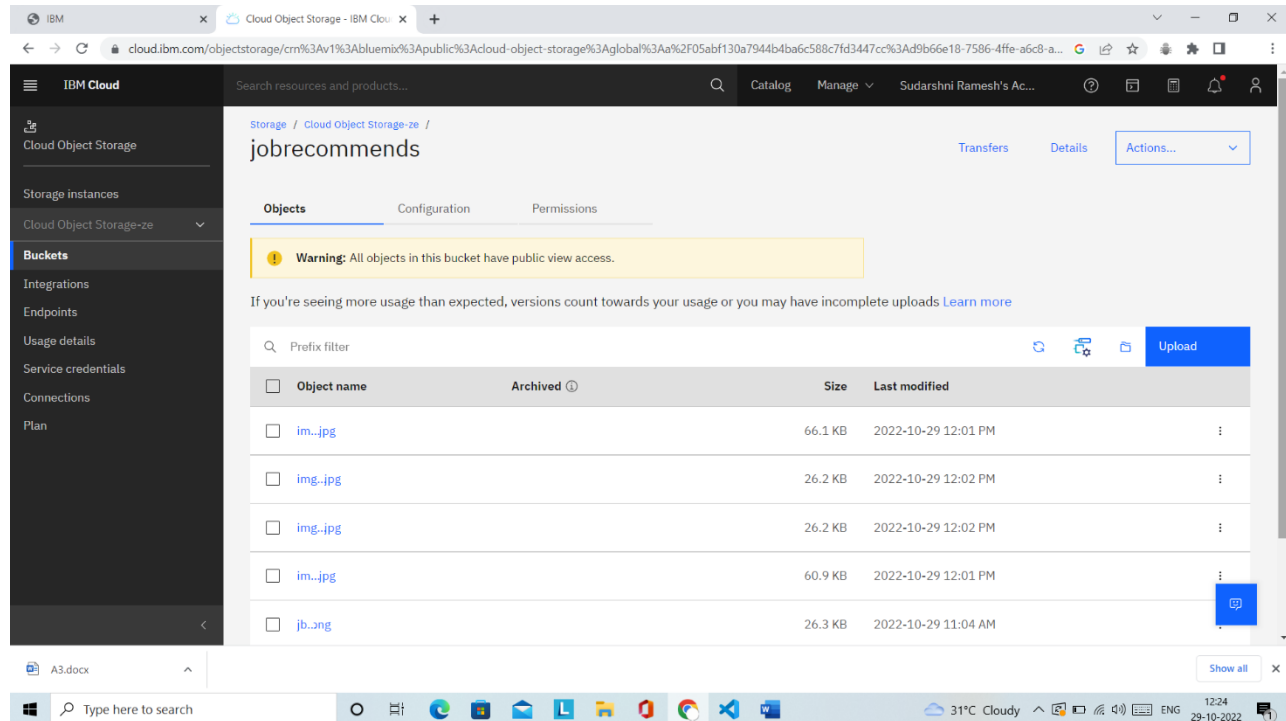 IBM
Cloud Object Storage - IBM Clou
cloud.ibm.com/objectstorage/crn%3Av1%3Abluemix%3Apublic%3Acloud-object-storage%3Aglobal%3Aa%2F05abf130a7944b4ba6c588c7fd3447cc%3Ad9b66e18-7586-4ffe-a6c8-a...
IBM Cloud
Search resources and products...
Catalog
Manage
Sudarshni Ramesh's Ac...
Cloud Object Storage
Storage instances
Cloud Object Storage-ze
Buckets
Integrations
Endpoints
Usage details
Service credentials
Connections
Plan
Storage / Cloud Object Storage-ze /
jobrecommends
Transfers
Details
Actions...
Objects
Configuration
Permissions
Warning: All objects in this bucket have public view access.
If you're seeing more usage than expected, versions count towards your usage or you may have incomplete uploads Learn more
Prefix filter
Upload
Object name Archived Size Last modified
im...jpg 66.1 KB 2022-10-29 12:01 PM
img..jpg 26.2 KB 2022-10-29 12:02 PM
img..jpg 26.2 KB 2022-10-29 12:02 PM
im...jpg 60.9 KB 2022-10-29 12:01 PM
26.3 KB 2022-10-29 11:04 AM
A3.docx
Show all
Type here to search
31°C Cloudy
ENG
12:24
29-10-2022